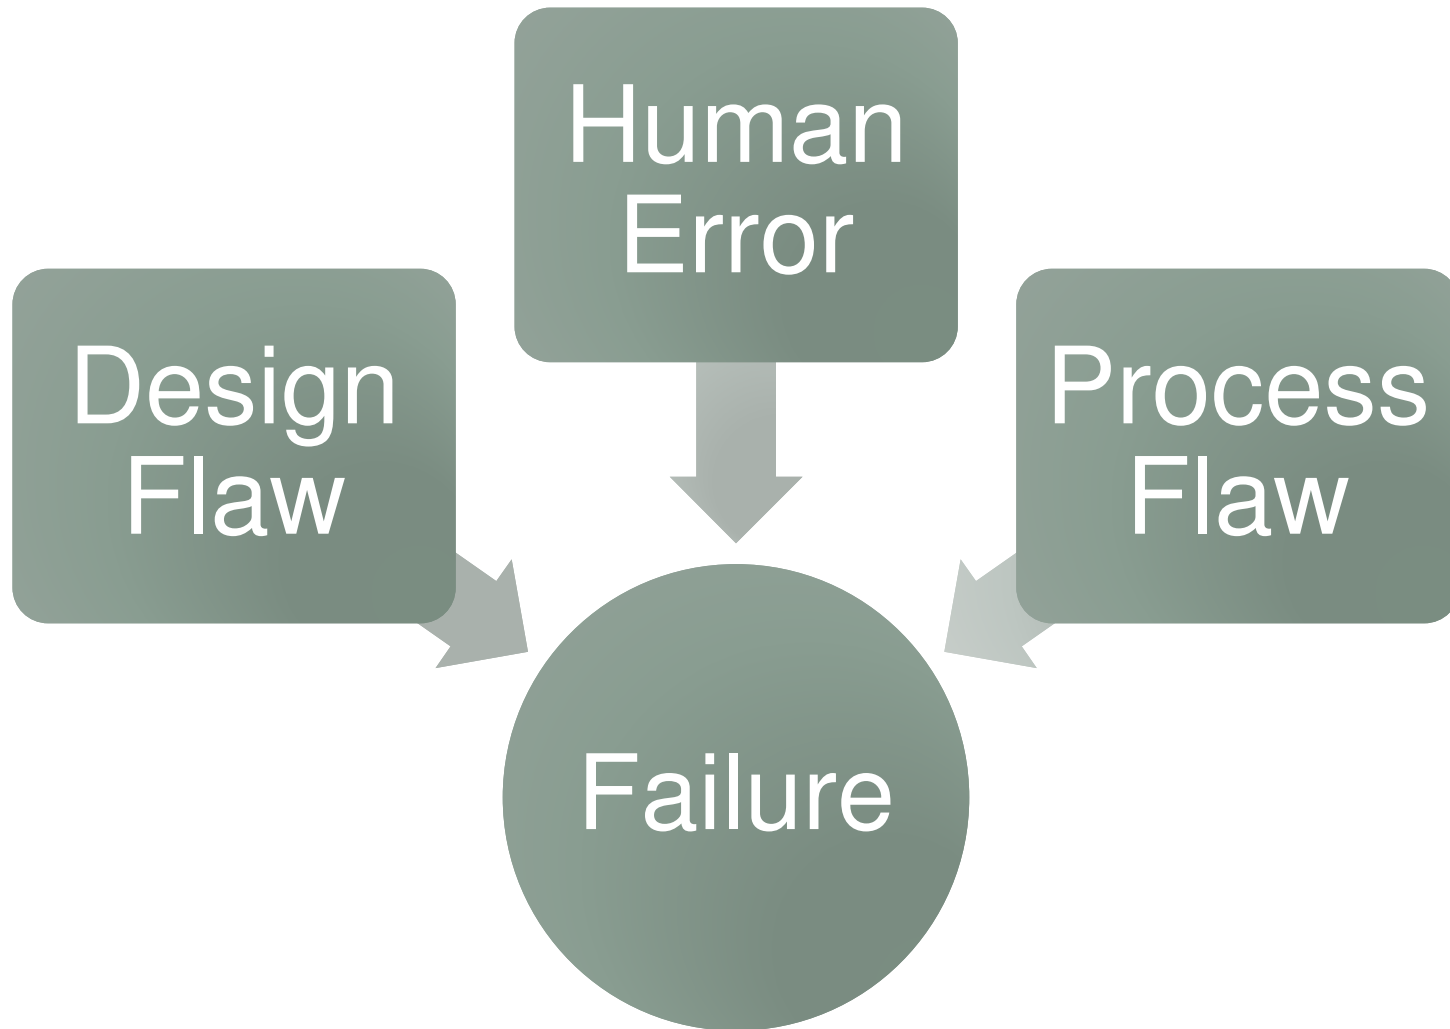 Human
Error
Design
Flaw
Process
Flaw
Failure